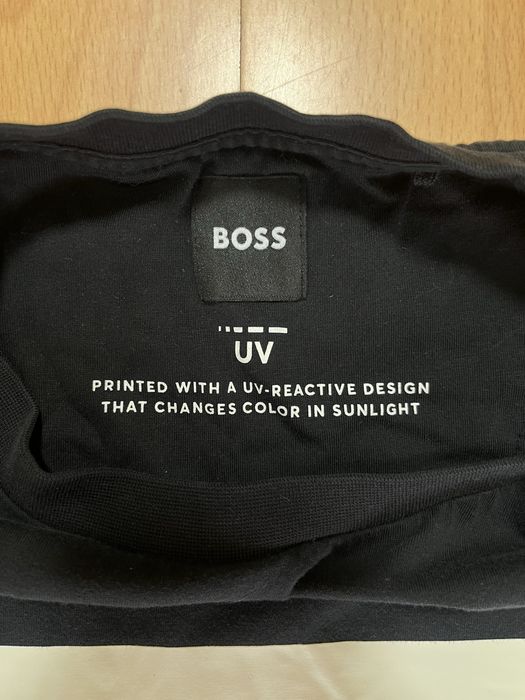 BOSS
UV
PRINTED WITH A UV-REACTIVE DESIGN
THAT CHANGES COLOR IN SUNLIGHT